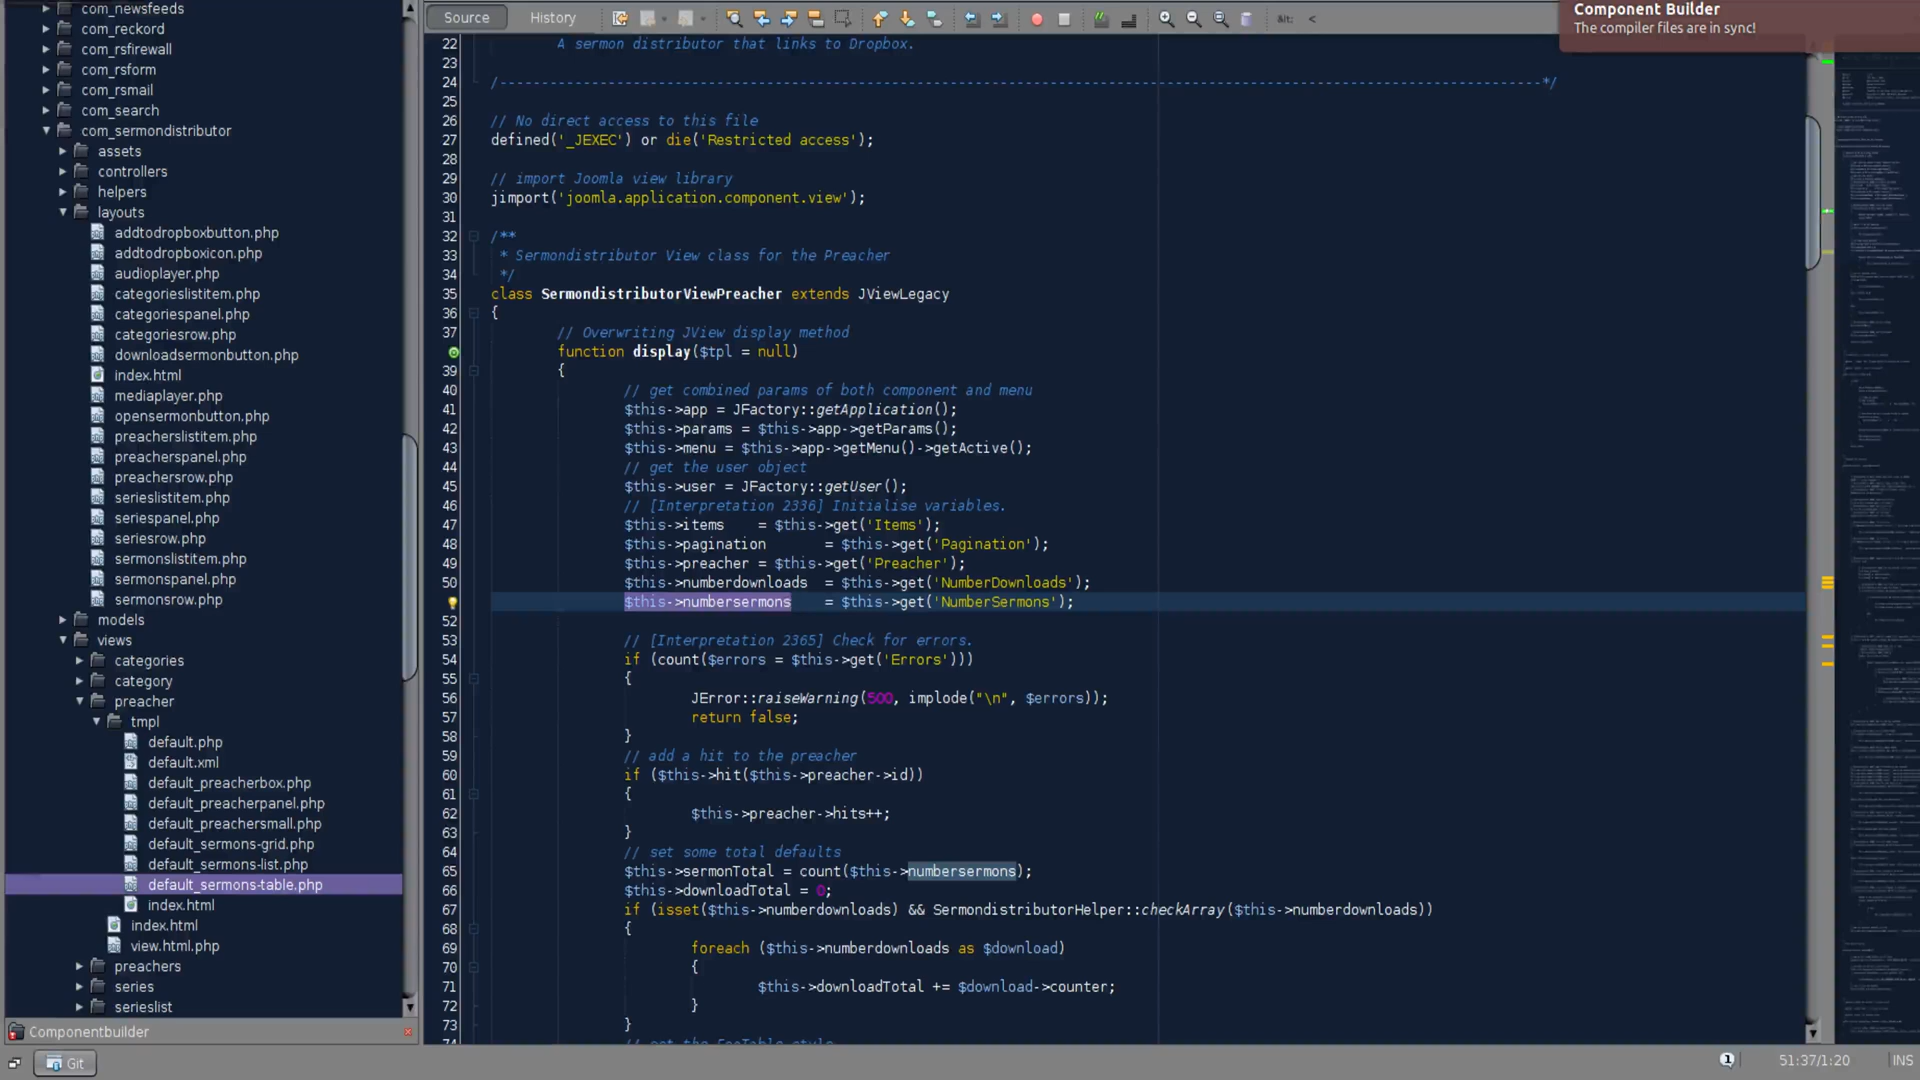 com_newsfeeds
com_reckord
com_rsfirewall
com_rsform
com_rsmail
com_search
com_sermondistributor
assets
controllers
helpers
layouts
addtodropboxbutton.php
addtodropboxicon.php
audioplayer.php
categorieslistitem.php
categoriespanel.php
categoriesrow.php
downloadsermonbutton.php
index.html
mediaplayer.php
opensermonbutton.php
preacherslistitem.php
preacherspanel.php
preachersrow.php
serieslistitem.php
seriespanel.php
seriesrow.php
sermonslistitem.php
sermonspanel.php
sermonsrow.php
models
views
categories
category
preacher
tmpl
default.php
default.xml
default_preacherbox.php
default_preacherpanel.php
default_preachersmall.php
default_sermons-grid.php
default_sermons-list.php
default_sermons-table.php
index.html
index.html
view.html.php
preachers
series
serieslist
Componentbuilder
Git
Source History
Component Builder
The compiler files are in sync!
22 A sermon distributor that links to Dropbox.
23
24 /------------------------------------------------------------------------------------------------------------------------------*/
25
26 // No direct access to this file
27 defined('_JEXEC') or die('Restricted access');
28
29 // import Joomla view library
30 jimport('joomla.application.component.view');
31
32 /**
33 * Sermondistributor View class for the Preacher
34 */
35 class SermondistributorViewPreacher extends JViewLegacy
36 {
37 // Overwriting JView display method
function display($tpl = null)
39 {
40 // get combined params of both component and menu
41 $this->app = JFactory::getApplication();
42 $this->params = $this->app->getParams();
43 $this->menu = $this->app->getMenu()->getActive();
44 // get the user object
45 $this->user = JFactory::getUser();
46 // [Interpretation 2336] Initialise variables.
47 $this->items = $this->get('Items');
48 $this->pagination = $this->get('Pagination');
49 $this->preacher = $this->get('Preacher');
50 $this->numberdownloads = $this->get('NumberDownloads');
$this->numbersermons = $this->get('NumberSermons');
52
53 // [Interpretation 2365] Check for errors.
54 if (count($errors = $this->get('Errors')))
55 {
56 JError::raiseWarning(500, implode("\n", $errors));
57 return false;
58 }
59 // add a hit to the preacher
60 if ($this->hit($this->preacher->id))
61 {
62 $this->preacher->hits++;
63 }
64 // set some total defaults
65 $this->sermonTotal = count($this->numbersermons);
66 $this->downloadTotal = 0;
67 if (isset($this->numberdownloads) && SermondistributorHelper::checkArray($this->numberdownloads))
68 {
69 foreach ($this->numberdownloads as $download)
70 {
71 $this->downloadTotal += $download->counter;
72 }
73 }
74 // get the FooTable style
51:37/1:20 INS